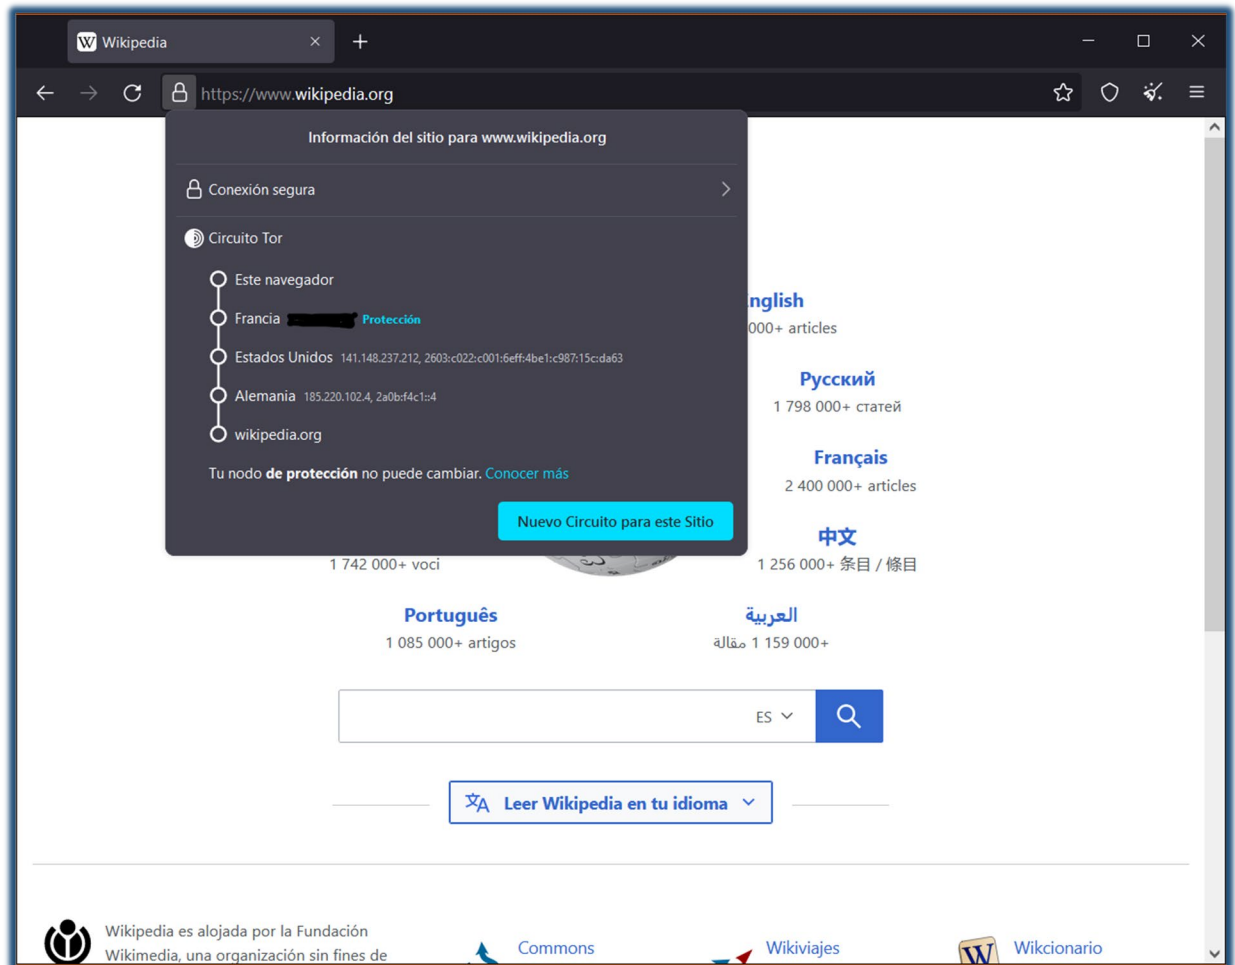 W Wikipedia
https://www.wikipedia.org
Información del sitio para www.wikipedia.org
Conexión segura
Circuito Tor
Este navegador
Francia Protección
Estados Unidos 141.148.237.212, 2603:c022:c001:6eff:4be1:c987:15c:da63
Alemania 185.220.102.4, 2a0b:f4c1::4
wikipedia.org
Tu nodo de protección no puede cambiar. Conocer más
Nuevo Circuito para este Sitio
nglish
000+ articles
Русский
1 798 000+ статей
Français
2 400 000+ articles
中文
1 742 000+ voci
1 256 000+ 条目 / 條目
Português
1 085 000+ artigos
العربية
1 159 000+ مقالة
ES
Leer Wikipedia en tu idioma
Wikipedia es alojada por la Fundación
Wikimedia, una organización sin fines de
Commons
Wikiviajes
W Wikcionario